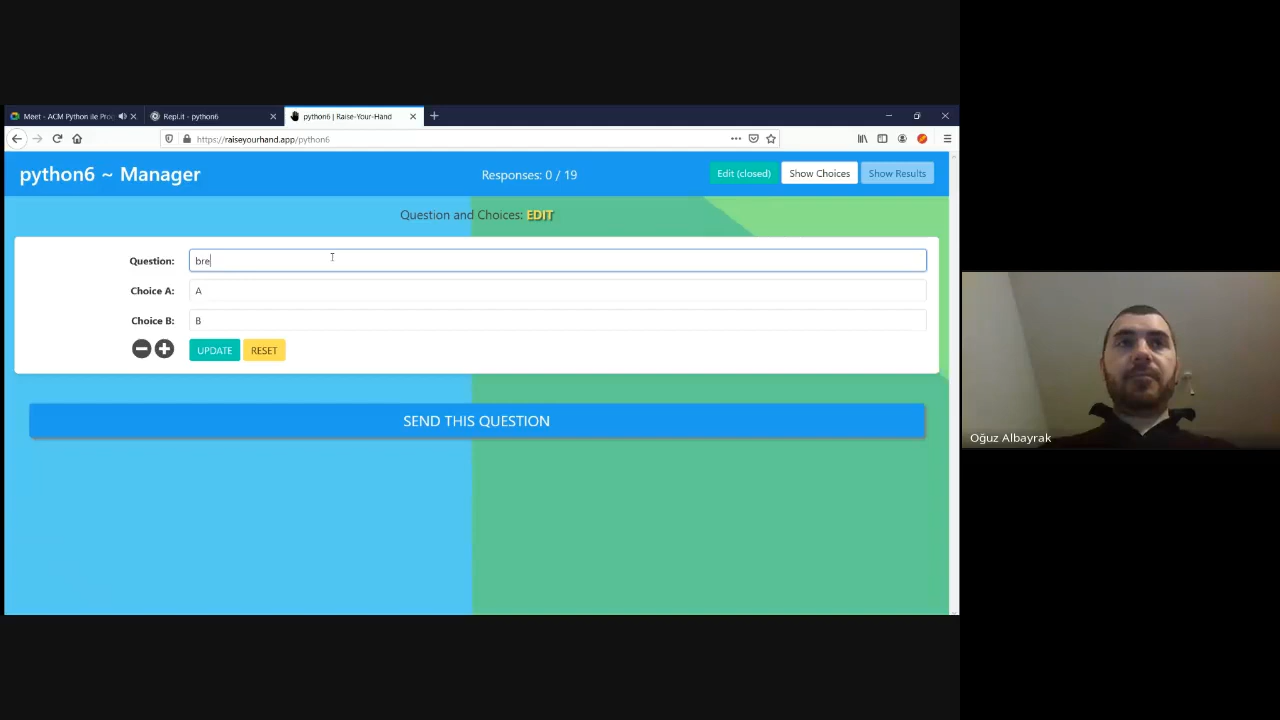 Meet - ACM Python ile Pro
Repl.it - python6
python6 | Raise-Your-Hand
https://raiseyourhand.app/python6
python6 ~ Manager
Responses: 0 / 19
Edit (closed)
Show Choices
Show Results
Question and Choices: EDIT
Question:
bre
Choice A:
A
Choice B:
B
UPDATE
RESET
SEND THIS QUESTION
Oğuz Albayrak